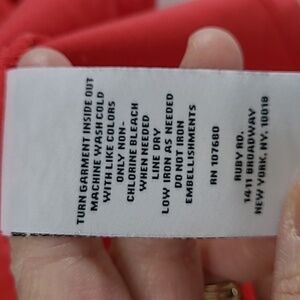 TURN GARMENT INSIDE OUT
MACHINE WASH COLD
WITH LIKE COLORS
ONLY NON-
CHLORINE BLEACH
WHEN NEEDED
LINE DRY
LOW IRON AS NEEDED
DO NOT IRON
EMBELLISHMENTS
RN 107680
RUBY RD.
1411 BROADWAY
NEW YORK, NY. 10018